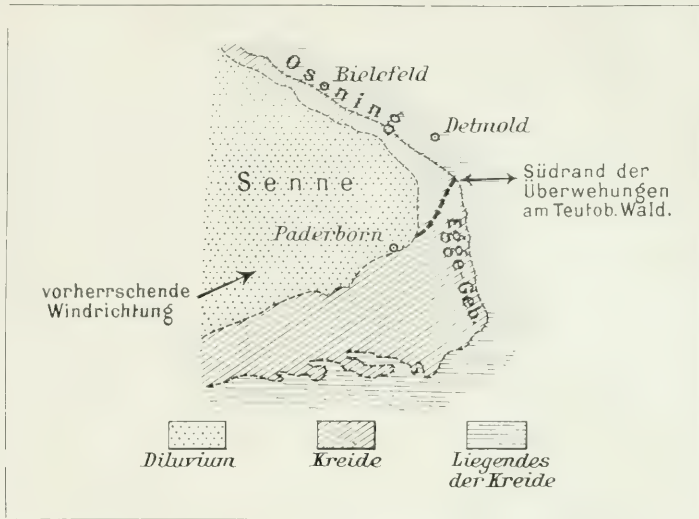 Osning
Bielefeld
Detmold
Senne
Südrand der
Überwehungen
am Teutob. Wald.
Paderborn
Egge-Geb.
vorherrschende
Windrichtung
Diluvium
Kreide
Liegendes
der Kreide